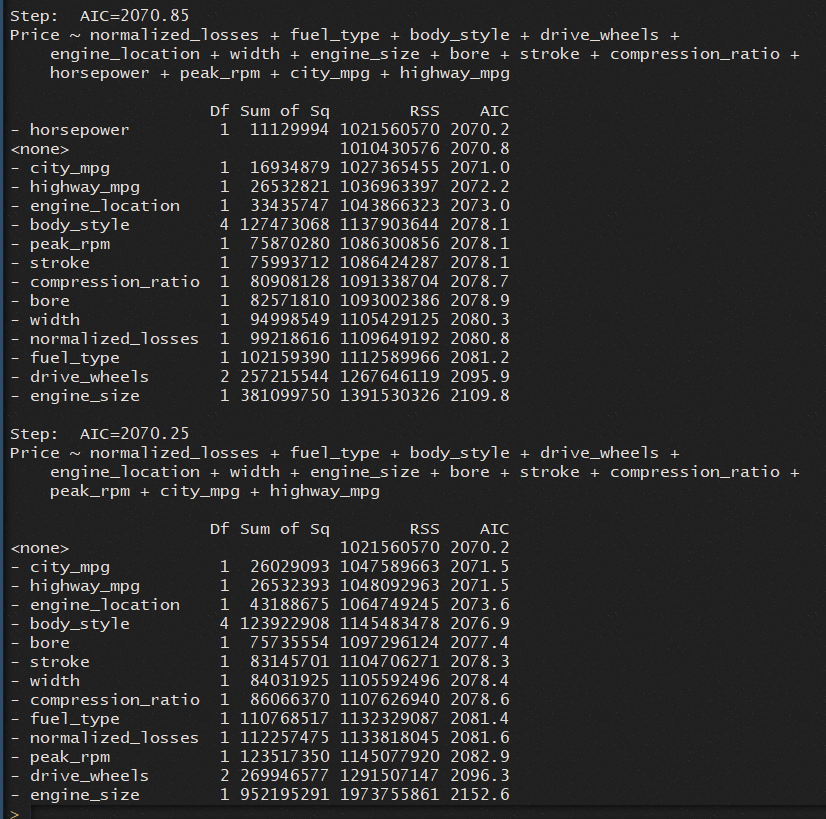 Step:  AIC=2070.85
Price ~ normalized_losses + fuel_type + body_style + drive_wheels +
    engine_location + width + engine_size + bore + stroke + compression_ratio +
    horsepower + peak_rpm + city_mpg + highway_mpg

                    Df Sum of Sq        RSS    AIC
- horsepower         1  11129994 1021560570 2070.2
<none>                           1010430576 2070.8
- city_mpg           1  16934879 1027365455 2071.0
- highway_mpg        1  26532821 1036963397 2072.2
- engine_location    1  33435747 1043866323 2073.0
- body_style         4 127473068 1137903644 2078.1
- peak_rpm           1  75870280 1086300856 2078.1
- stroke             1  75993712 1086424287 2078.1
- compression_ratio  1  80908128 1091338704 2078.7
- bore               1  82571810 1093002386 2078.9
- width              1  94998549 1105429125 2080.3
- normalized_losses  1  99218616 1109649192 2080.8
- fuel_type          1 102159390 1112589966 2081.2
- drive_wheels       2 257215544 1267646119 2095.9
- engine_size        1 381099750 1391530326 2109.8

Step:  AIC=2070.25
Price ~ normalized_losses + fuel_type + body_style + drive_wheels +
    engine_location + width + engine_size + bore + stroke + compression_ratio +
    peak_rpm + city_mpg + highway_mpg

                    Df Sum of Sq        RSS    AIC
<none>                           1021560570 2070.2
- city_mpg           1  26029093 1047589663 2071.5
- highway_mpg        1  26532393 1048092963 2071.5
- engine_location    1  43188675 1064749245 2073.6
- body_style         4 123922908 1145483478 2076.9
- bore               1  75735554 1097296124 2077.4
- stroke             1  83145701 1104706271 2078.3
- width              1  84031925 1105592496 2078.4
- compression_ratio  1  86066370 1107626940 2078.6
- fuel_type          1 110768517 1132329087 2081.4
- normalized_losses  1 112257475 1133818045 2081.6
- peak_rpm           1 123517350 1145077920 2082.9
- drive_wheels       2 269946577 1291507147 2096.3
- engine_size        1 952195291 1973755861 2152.6
>